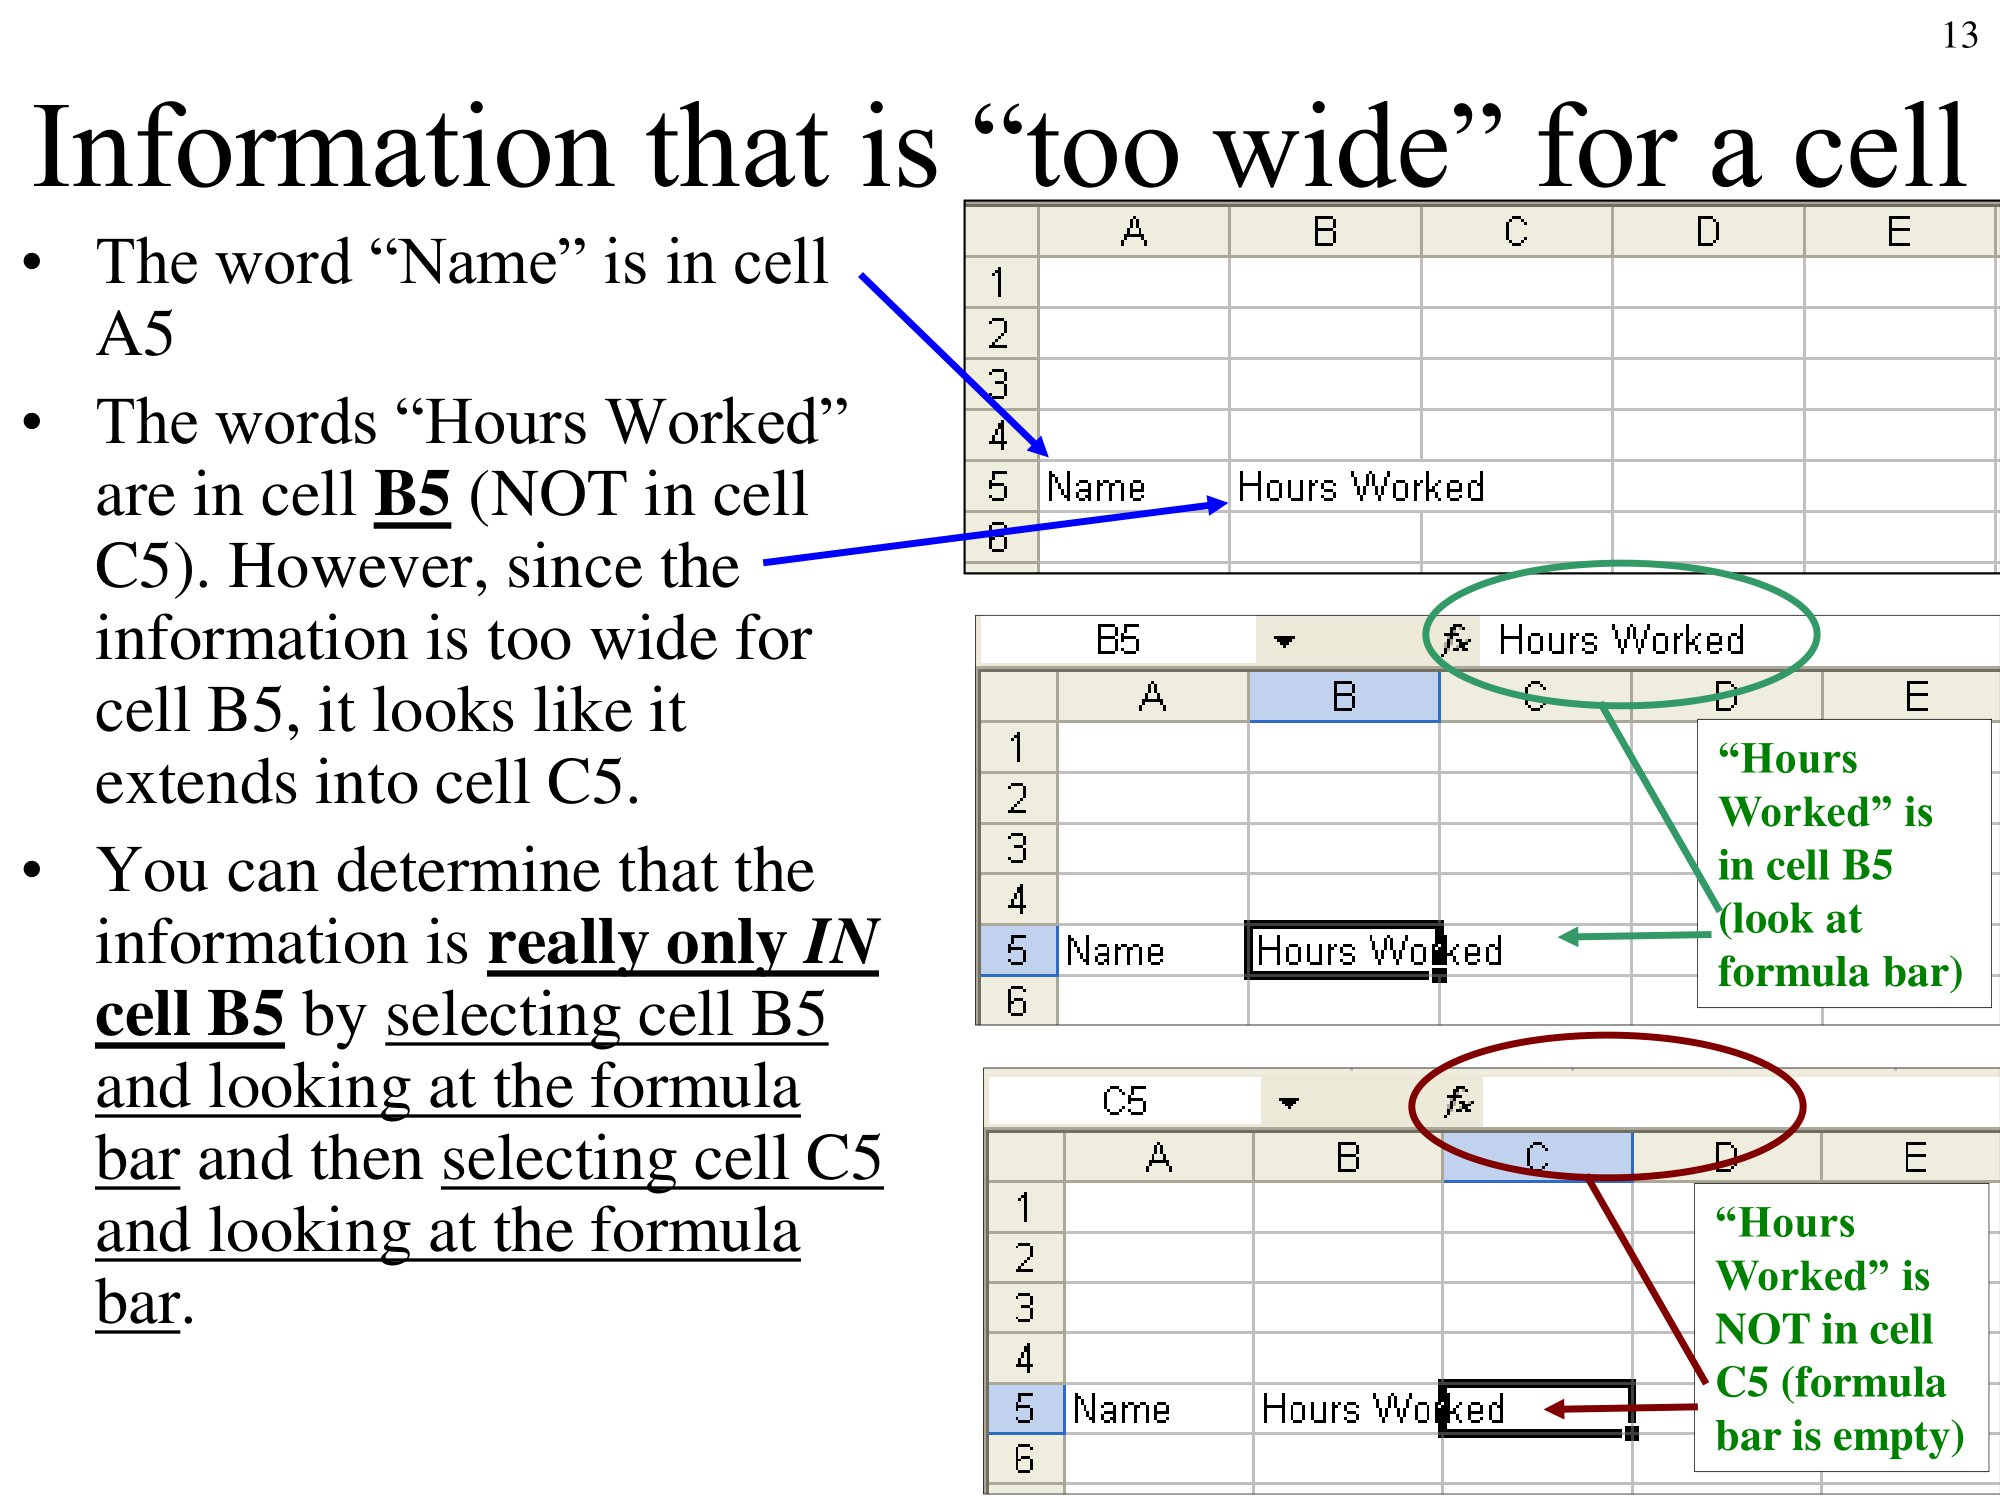 13
Information that is “too wide” for a cell
• The word “Name” is in cell
A5
• The words “Hours Worked”
are in cell B5 (NOT in cell
C5). However, since the
information is too wide for
cell B5, it looks like it
extends into cell C5.
• You can determine that the
information is really only IN
cell B5 by selecting cell B5
and looking at the formula
bar and then selecting cell C5
and looking at the formula
bar.
A B C D E
1
2
3
4
5 Name Hours Worked
6
B5 fx Hours Worked
A B C D E
1
2
3
4
5 Name Hours Worked
6
“Hours
Worked” is
in cell B5
(look at
formula bar)
C5 fx
A B C D E
1
2
3
4
5 Name Hours Worked
6
“Hours
Worked” is
NOT in cell
C5 (formula
bar is empty)